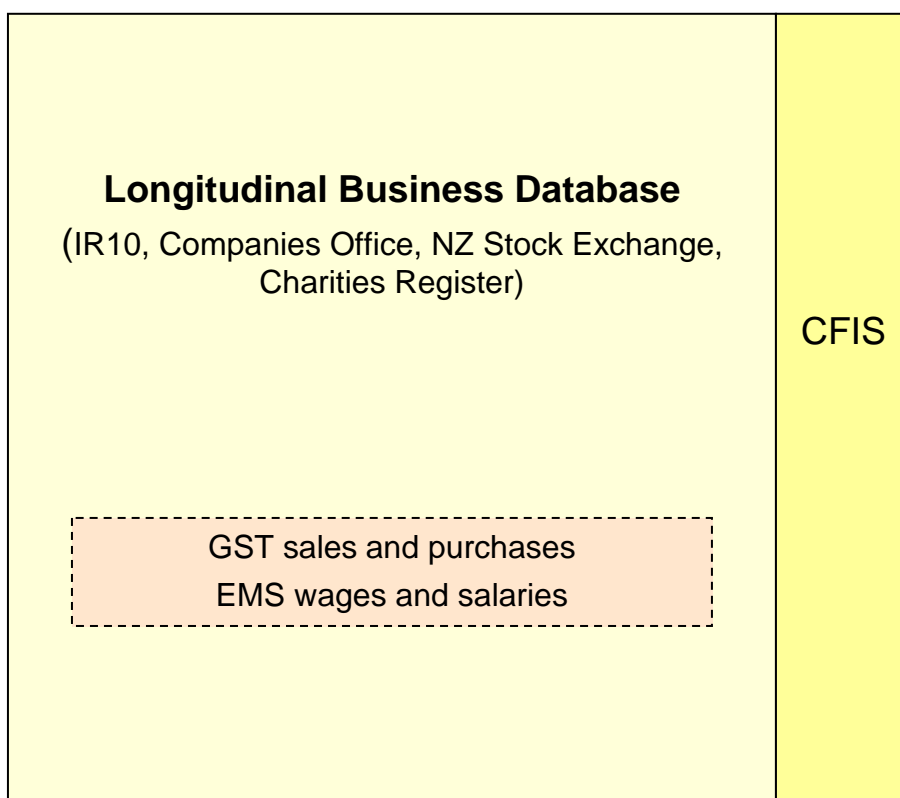 Longitudinal Business Database
(IR10, Companies Office, NZ Stock Exchange,
Charities Register)
CFIS
GST sales and purchases
EMS wages and salaries